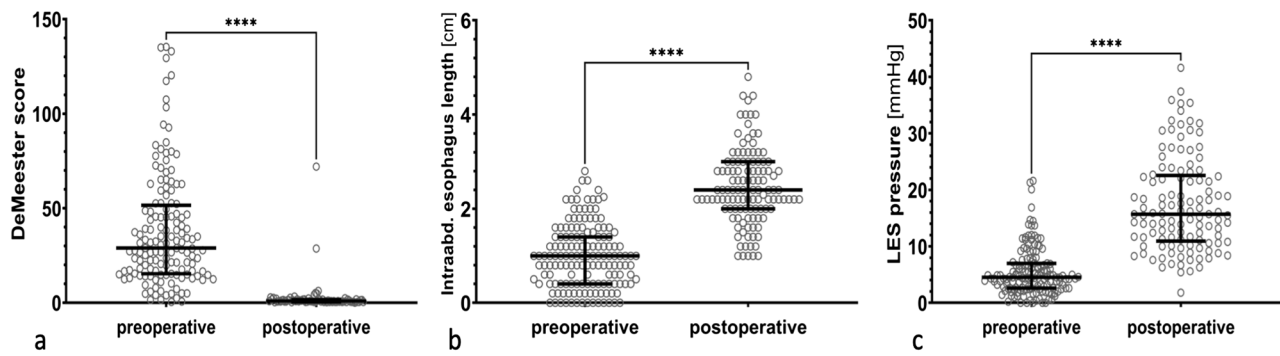 150
100
50
0
DeMeester score
****
preoperative
postoperative
a
6
4
2
0
Intraabd. esophagus length [cm]
****
preoperative
postoperative
b
50
40
30
20
10
0
LES pressure [mmHg]
****
preoperative
postoperative
c